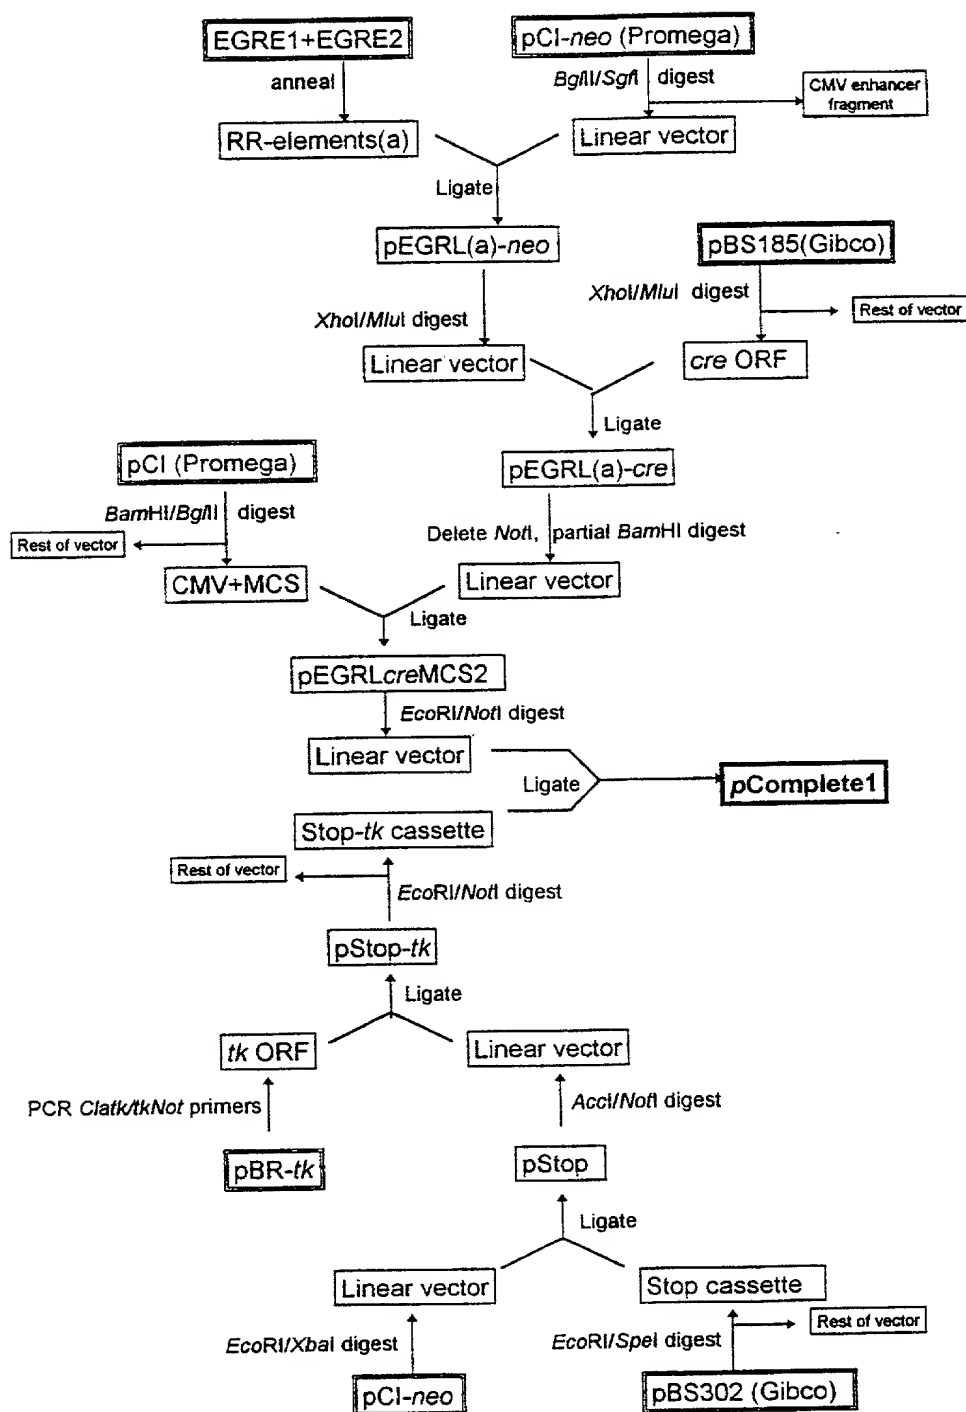 EGRE1+EGRE2
pCI-neo (Promega)
anneal
BglII/SgfI digest
CMV enhancer
fragment
RR-elements(a)
Linear vector
Ligate
pEGRL(a)-neo
pBS185(Gibco)
XhoI/MluI digest
XhoI/MluI digest
Rest of vector
Linear vector
cre ORF
Ligate
pCI (Promega)
pEGRL(a)-cre
BamHI/BglII digest
Rest of vector
Delete NotI, partial BamHI digest
CMV+MCS
Linear vector
Ligate
pEGRLcreMCS2
EcoRI/NotI digest
Linear vector
Ligate
pComplete1
Stop-tk cassette
Rest of vector
EcoRI/NotI digest
pStop-tk
Ligate
tk ORF
Linear vector
PCR Clatk/tkNot primers
AccI/NotI digest
pBR-tk
pStop
Ligate
Linear vector
Stop cassette
Rest of vector
EcoRI/XbaI digest
EcoRI/SpeI digest
pCI-neo
pBS302 (Gibco)